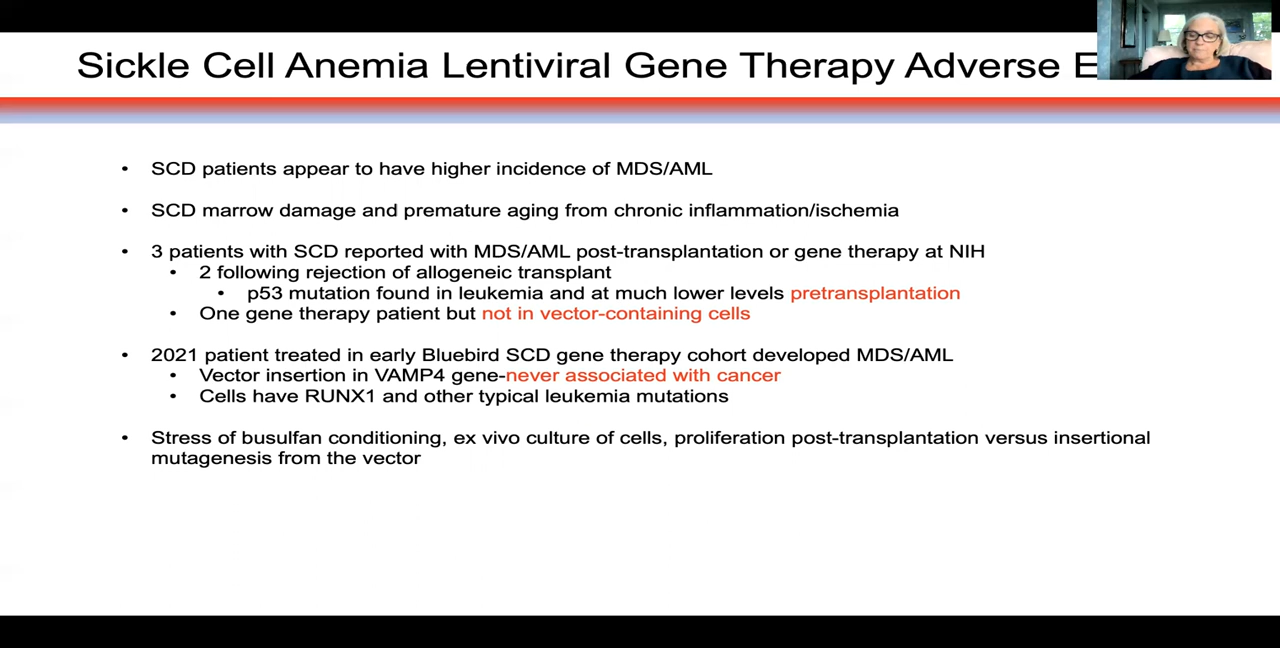 Sickle Cell Anemia Lentiviral Gene Therapy Adverse
• SCD patients appear to have higher incidence of MDS/AML
• SCD marrow damage and premature aging from chronic inflammation/ischemia
• 3 patients with SCD reported with MDS/AML post-transplantation or gene therapy at NIH
• 2 following rejection of allogeneic transplant
• p53 mutation found in leukemia and at much lower levels pretransplantation
• One gene therapy patient but not in vector-containing cells
• 2021 patient treated in early Bluebird SCD gene therapy cohort developed MDS/AML
• Vector insertion in VAMP4 gene-never associated with cancer
• Cells have RUNX1 and other typical leukemia mutations
• Stress of busulfan conditioning, ex vivo culture of cells, proliferation post-transplantation versus insertional
mutagenesis from the vector